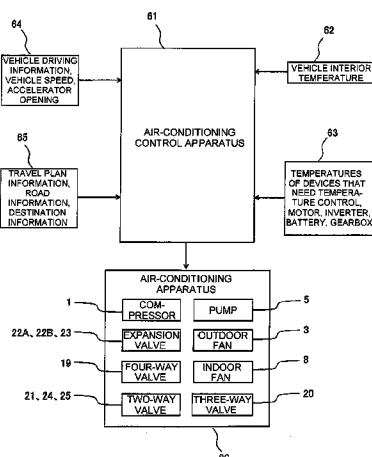 64
VEHICLE DRIVING
INFORMATION,
VEHICLE SPEED,
ACCELERATOR
OPENING
61
AIR-CONDITIONING
CONTROL APPARATUS
62
VEHICLE INTERIOR
TEMFERATURE
65
TRAVEL PLAN
INFORMATION,
ROAD
INFORMATION,
DESTINATION
INFORMATION
63
TEMPERATURES
OF DEVICES THAT
NEED TEMPERA-
TURE CONTROL,
MOTOR, INVERTER,
BATTERY, GEARBOX
AIR-CONDITIONING
APPARATUS
1
COM-
PRESSOR
PUMP
5
22A、22B、23
EXPANSION
VALVE
OUTDOOR
FAN
3
19
FOUR-WAY
VALVE
INDOOR
FAN
8
21、24、25
TWO-WAY
VALVE
THREE-WAY
VALVE
20